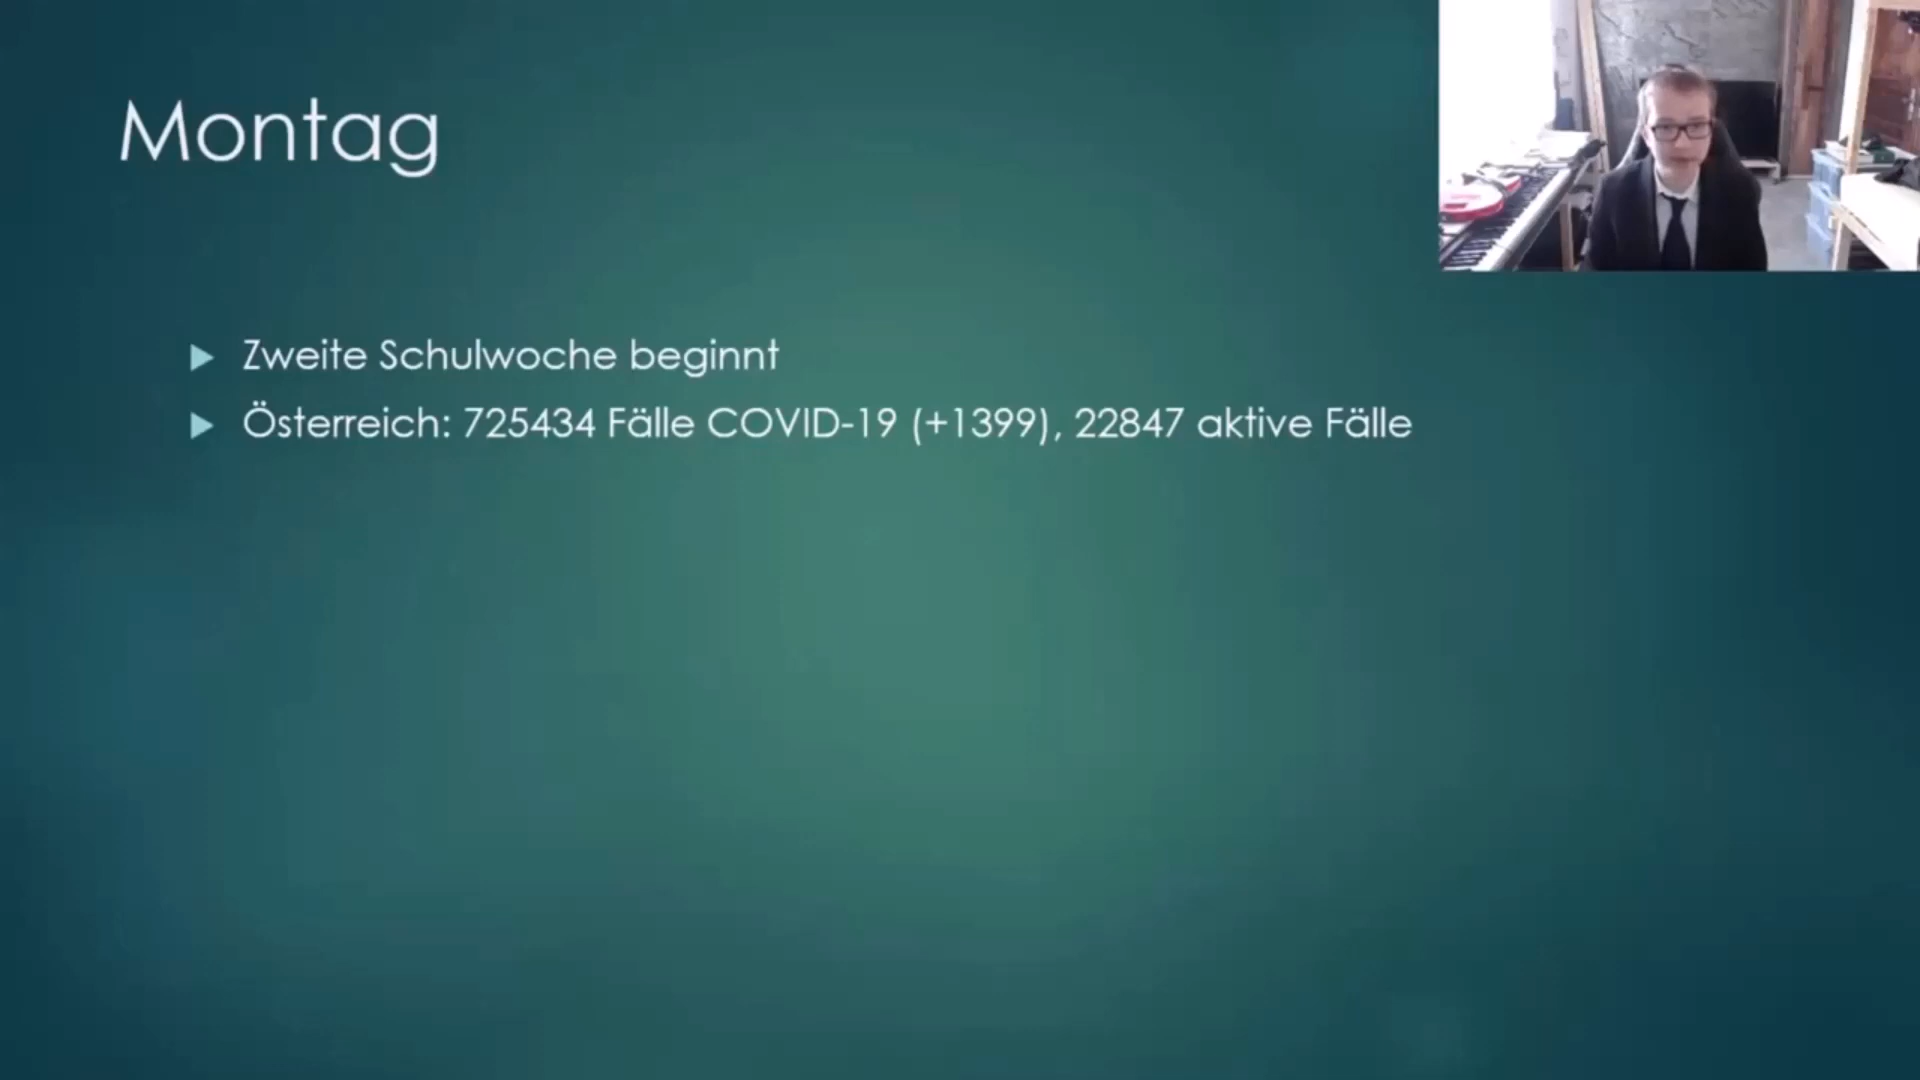 Montag
Zweite Schulwoche beginnt
Österreich: 725434 Fälle COVID-19 (+1399), 22847 aktive Fälle